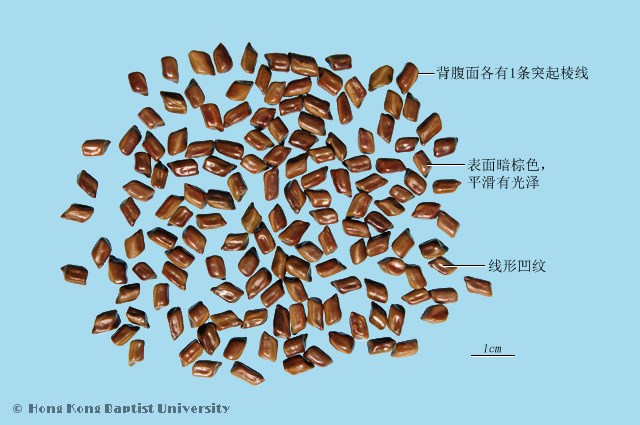 背腹面各有1条突起棱线
表面暗棕色，
平滑有光泽
线形凹纹
1cm
© Hong Kong Baptist University